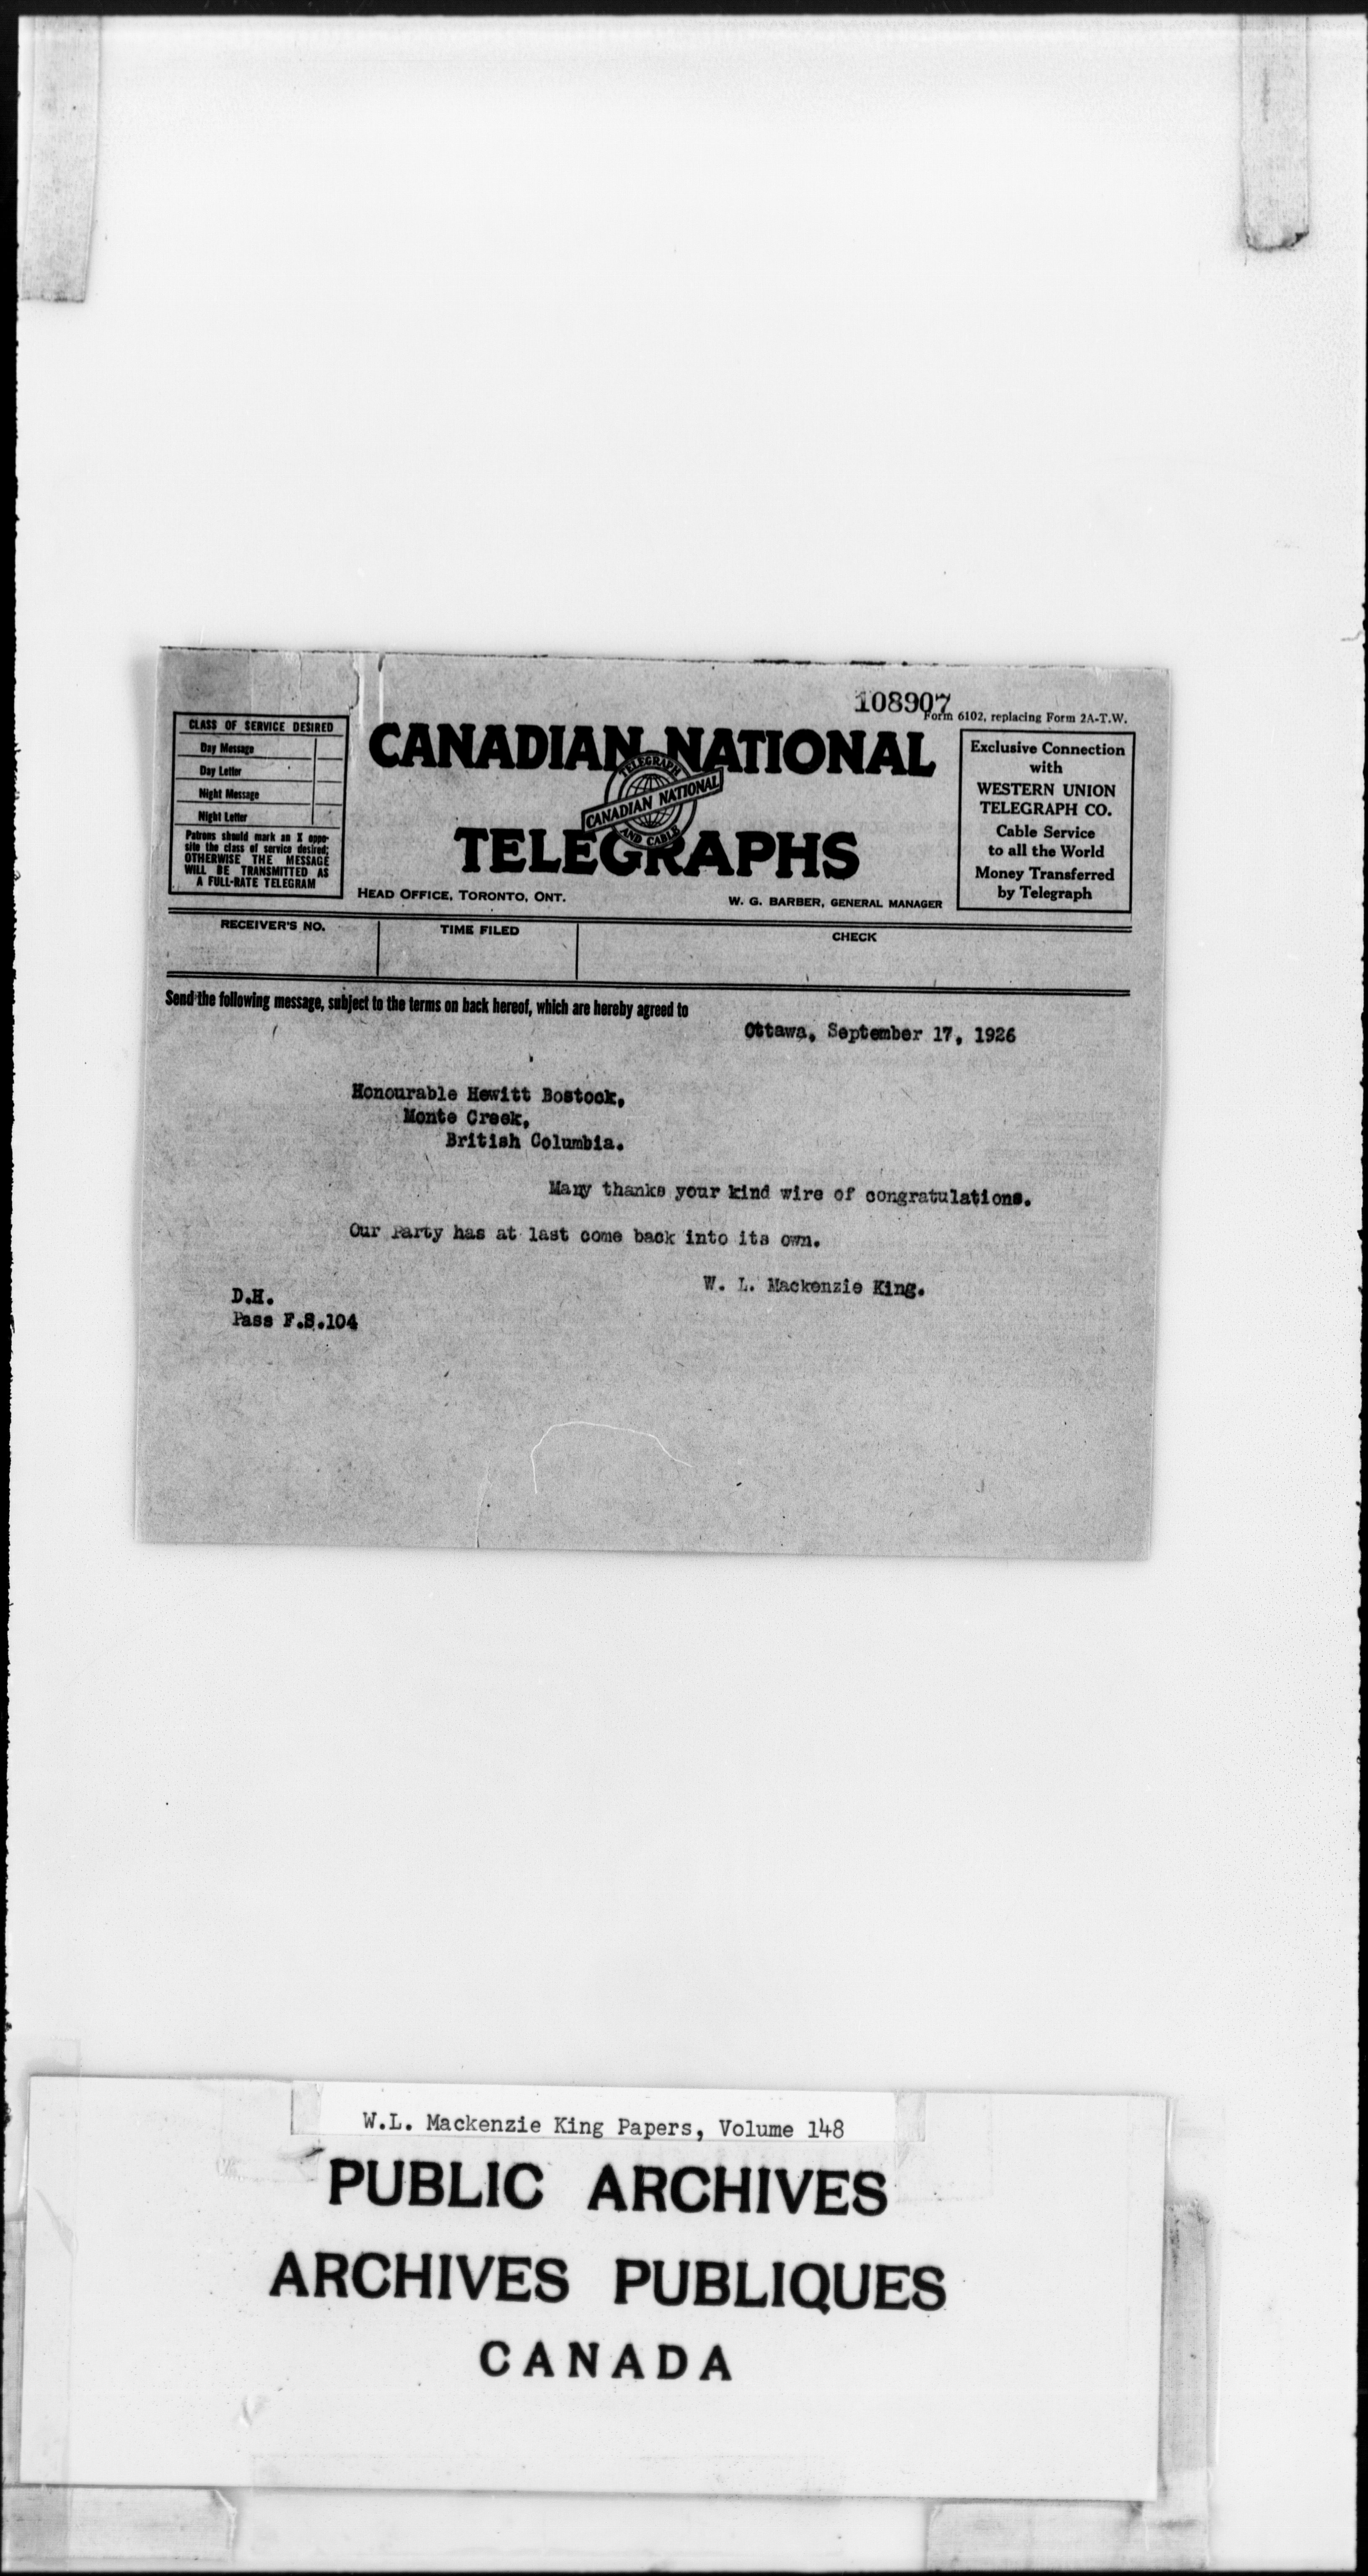 108907
Form 6102, replacing Form 2A-T.W.
CLASS OF SERVICE DESIRED
Day Message
Day Letter
Night Message
Night Letter
Patrons should mark an X oppo-
site the class of service desired;
OTHERWISE THE MESSAGE
WILL BE TRANSMITTED AS
A FULL-RATE TELEGRAM
CANADIAN NATIONAL
TELEGRAPH
CANADIAN NATIONAL
AND CABLE
TELEGRAPHS
HEAD OFFICE, TORONTO, ONT.
W. G. BARBER, GENERAL MANAGER
Exclusive Connection
with
WESTERN UNION
TELEGRAPH CO.
Cable Service
to all the World
Money Transferred
by Telegraph
RECEIVER'S NO.
TIME FILED
CHECK
Send the following message, subject to the terms on back hereof, which are hereby agreed to
Ottawa, September 17, 1926
Honourable Hewitt Bostock,
Monte Creek,
British Columbia.
Many thanks your kind wire of congratulations.
Our Party has at last come back into its own.
W. L. Mackenzie King.
D.H.
Pass F.S.104
W.L. Mackenzie King Papers, Volume 148
PUBLIC ARCHIVES
ARCHIVES PUBLIQUES
CANADA